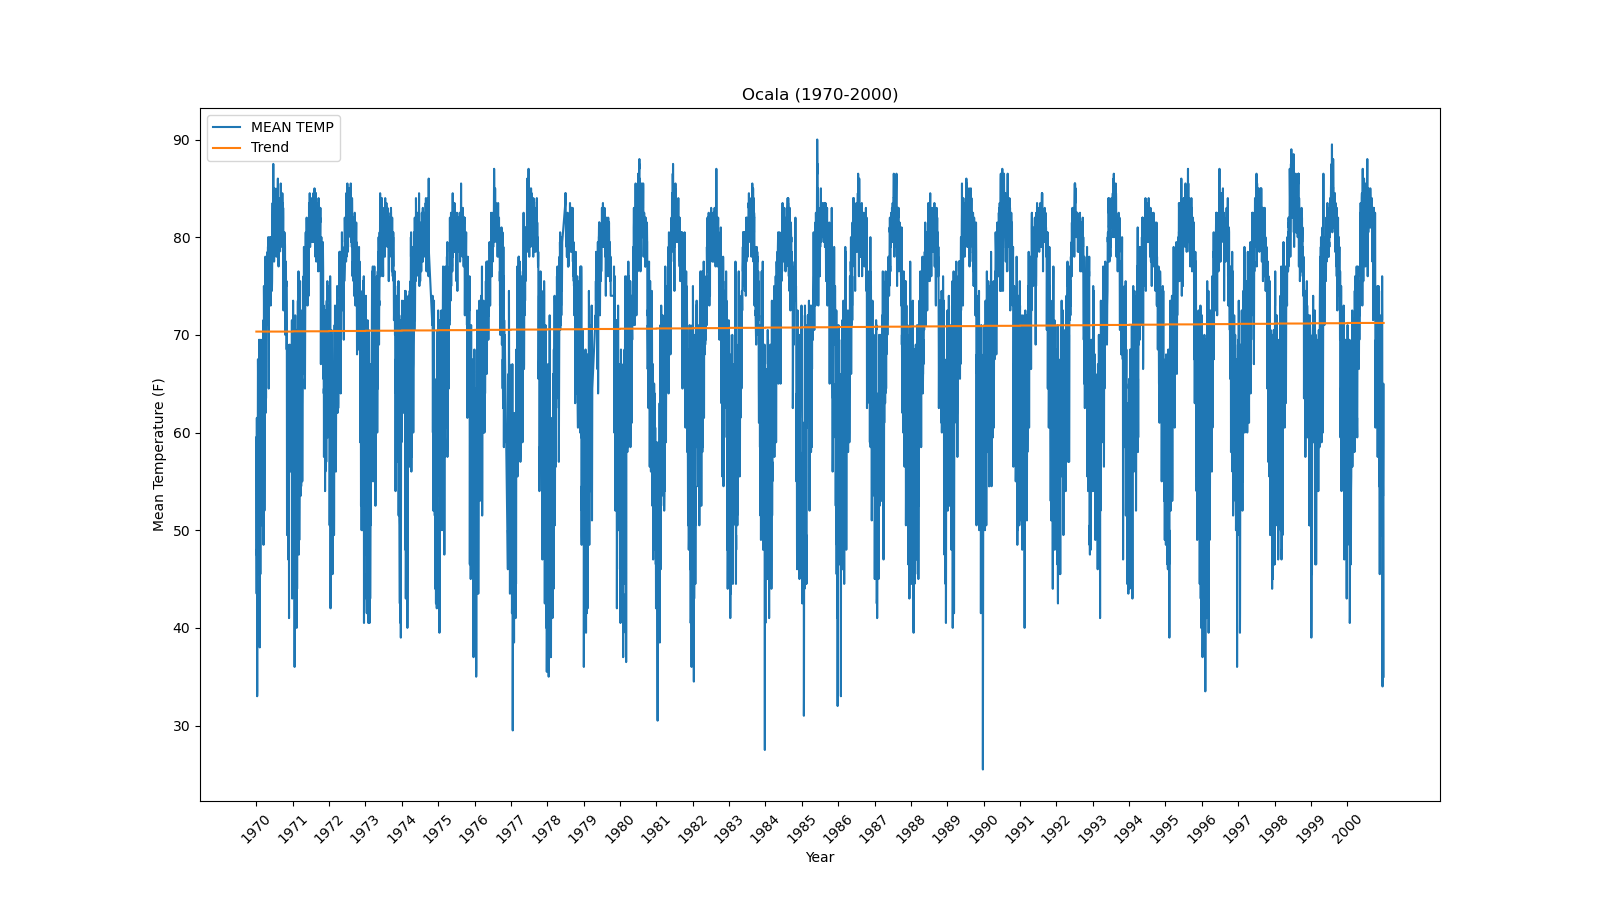 Ocala (1970-2000)
MEAN TEMP
Trend
90
80
70
60
50
40
30
Mean Temperature (F)
1970 1971 1972 1973 1974 1975 1976 1977 1978 1979 1980 1981 1982 1983 1984 1985 1986 1987 1988 1989 1990 1991 1992 1993 1994 1995 1996 1997 1998 1999 2000
Year